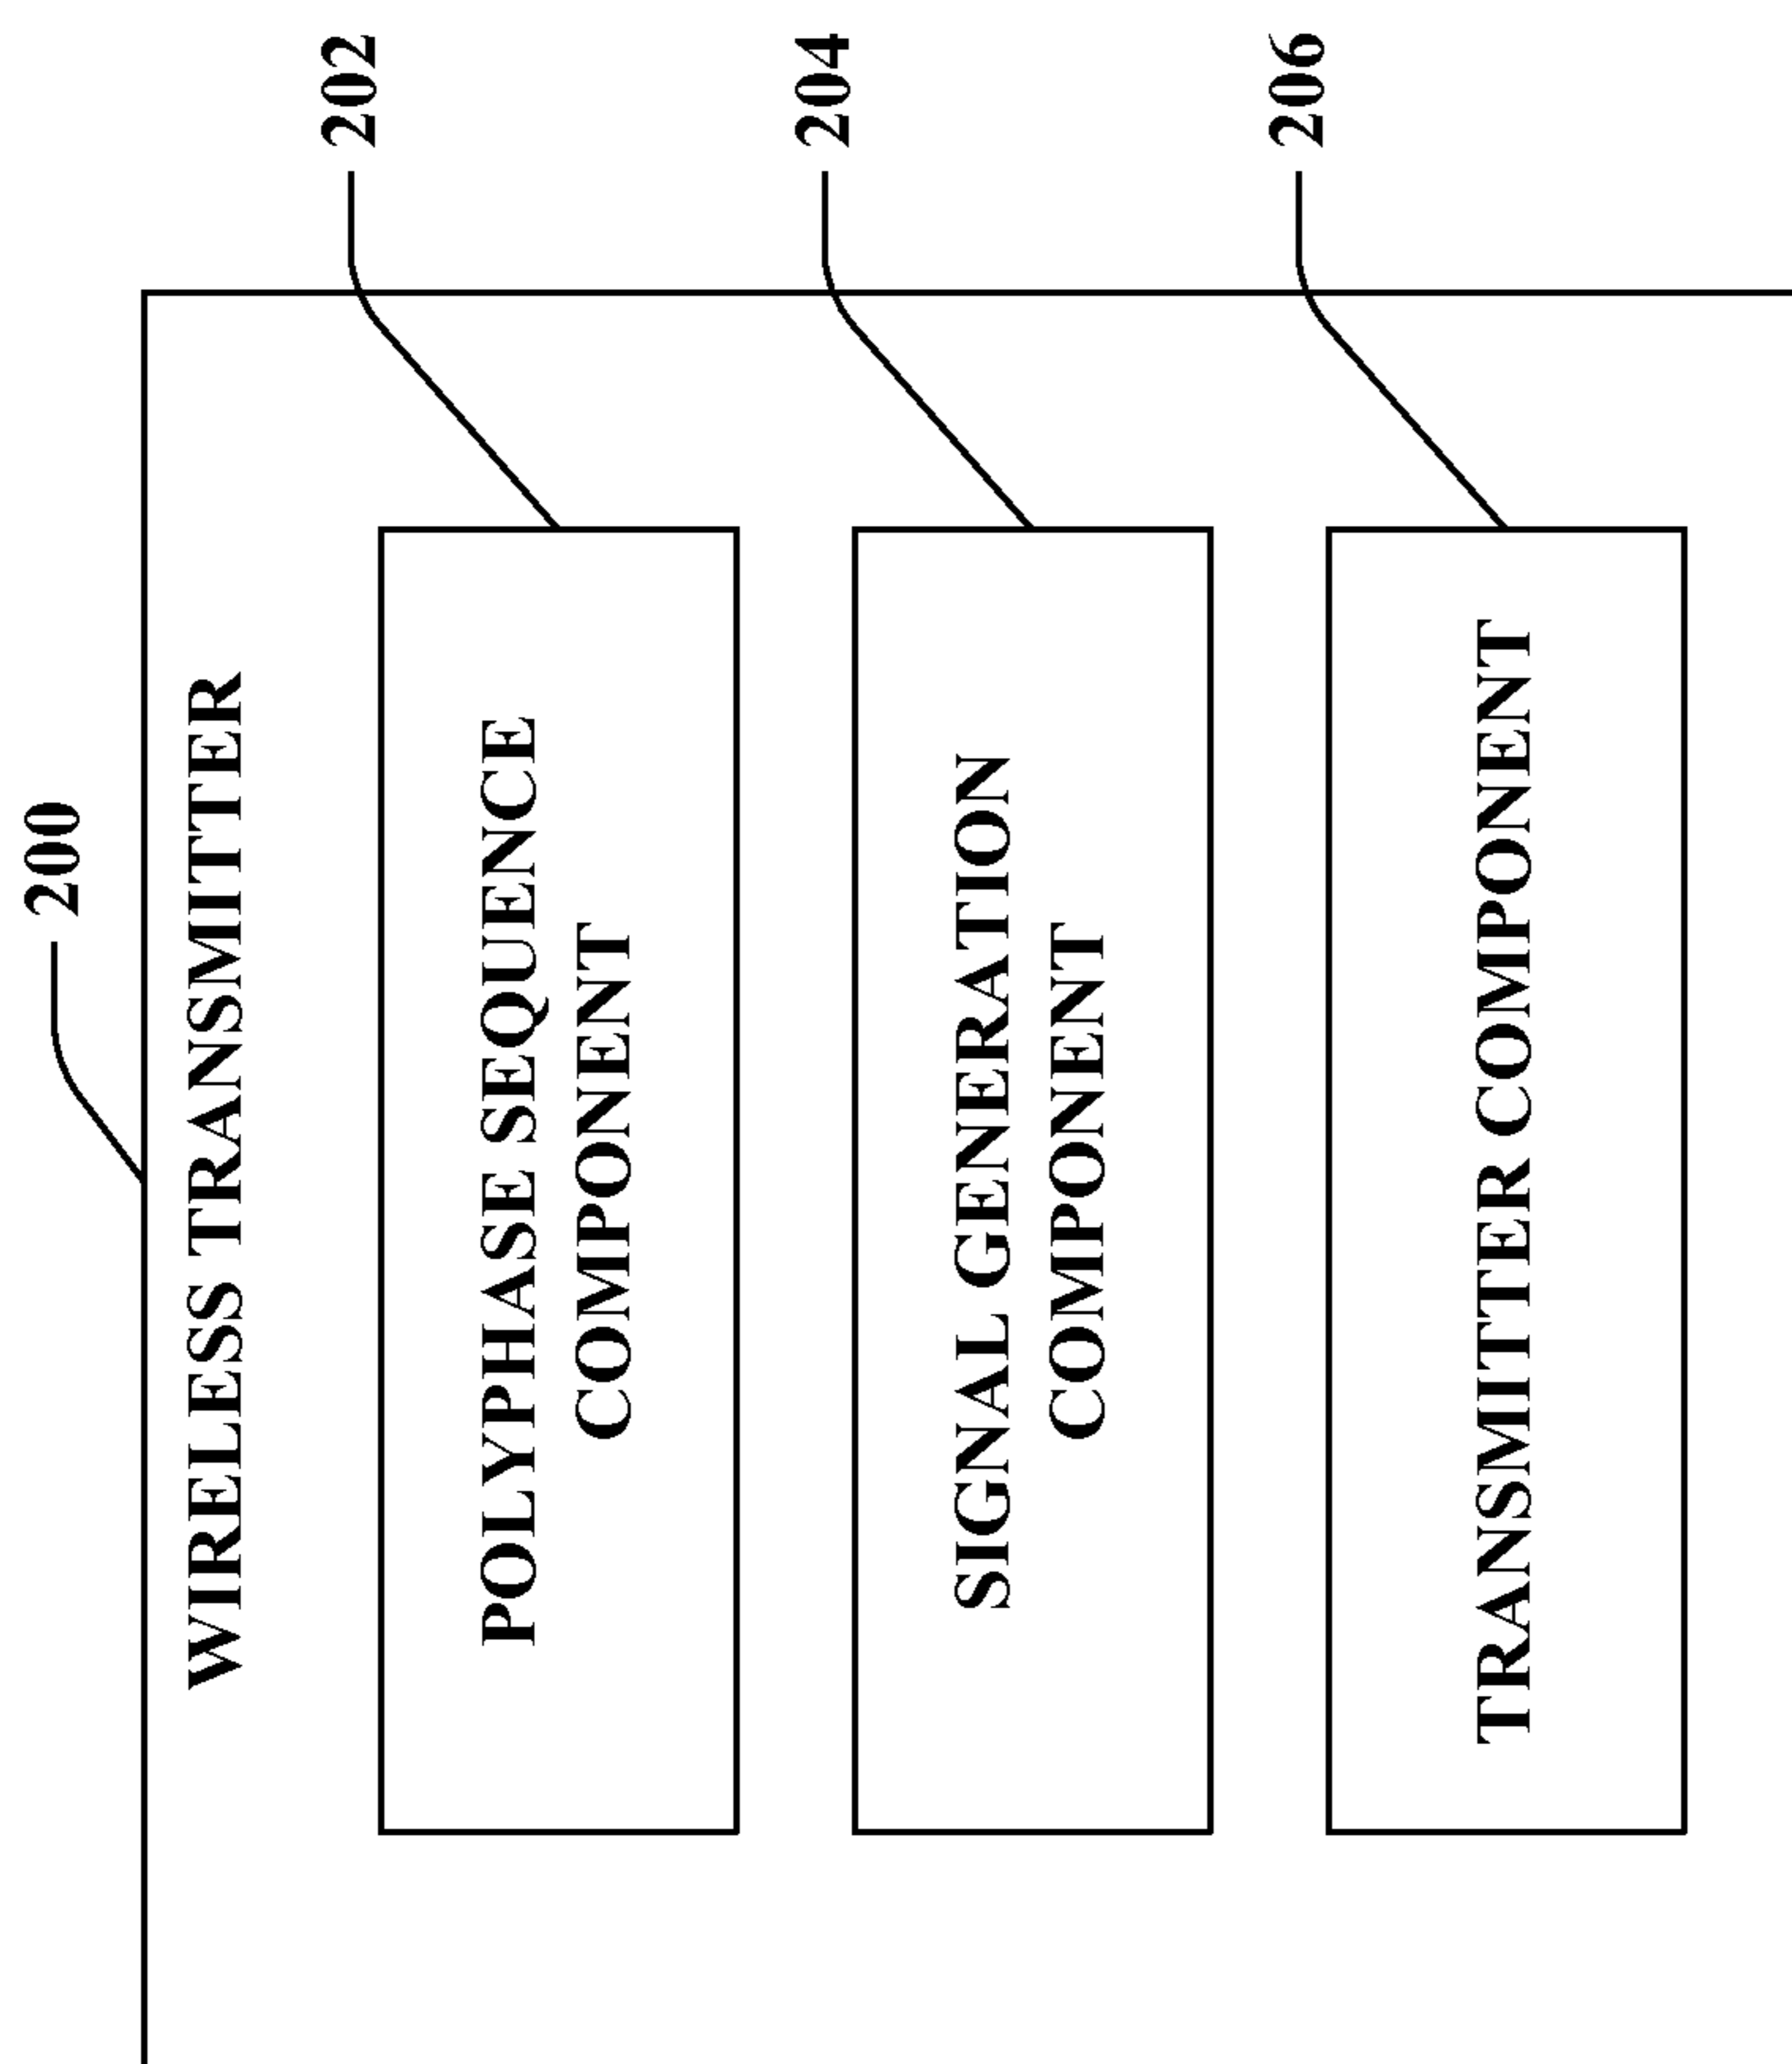 200
WIRELESS TRANSMITTER
202
POLYPHASE SEQUENCE
COMPONENT
204
SIGNAL GENERATION
COMPONENT
206
TRANSMITTER COMPONENT